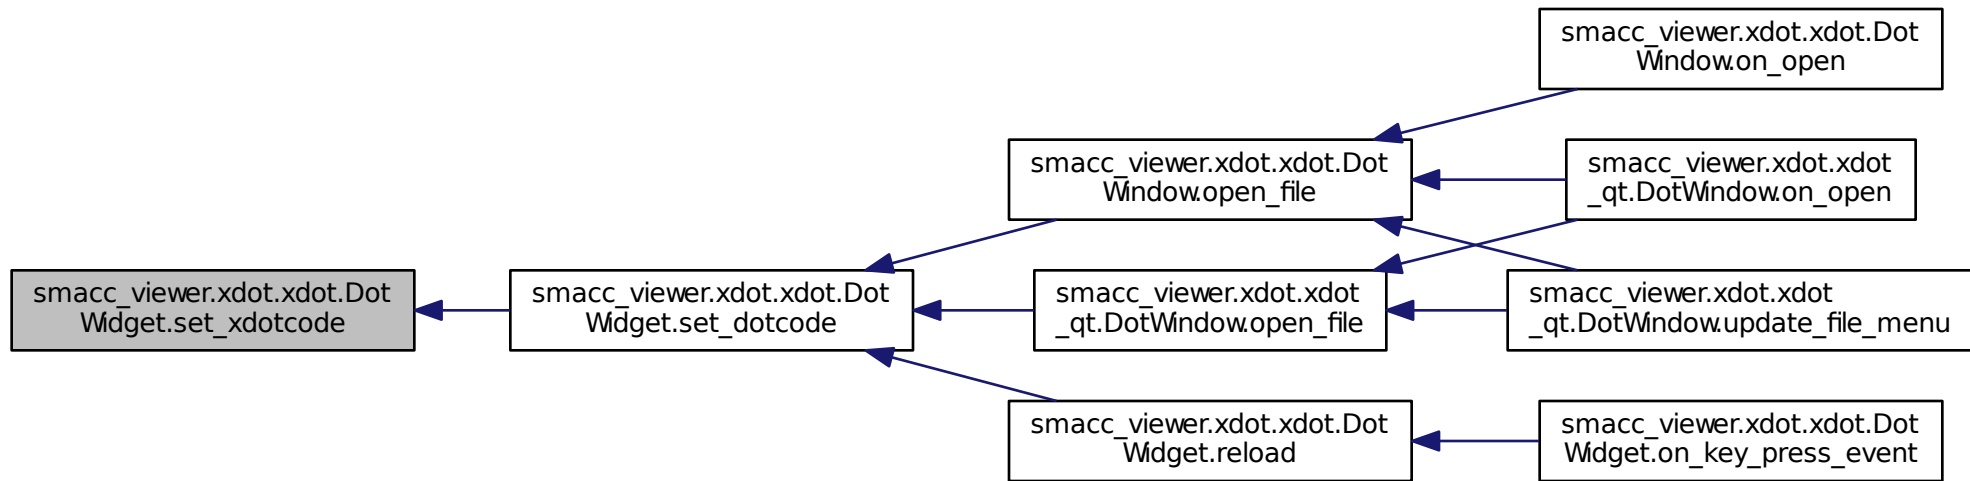 smacc_viewer.xdot.xdot.Dot
Widget.set_xdotcode
smacc_viewer.xdot.xdot.Dot
Widget.set_dotcode
smacc_viewer.xdot.xdot.Dot
Window.open_file
smacc_viewer.xdot.xdot
_qt.DotWindow.open_file
smacc_viewer.xdot.xdot.Dot
Widget.reload
smacc_viewer.xdot.xdot.Dot
Window.on_open
smacc_viewer.xdot.xdot
_qt.DotWindow.on_open
smacc_viewer.xdot.xdot
_qt.DotWindow.update_file_menu
smacc_viewer.xdot.xdot.Dot
Widget.on_key_press_event